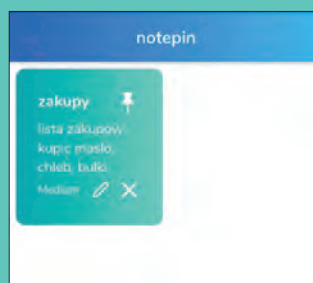 notepin
zakupy
lista zakupow:
kupic maslo,
chleb, bulki
Medium